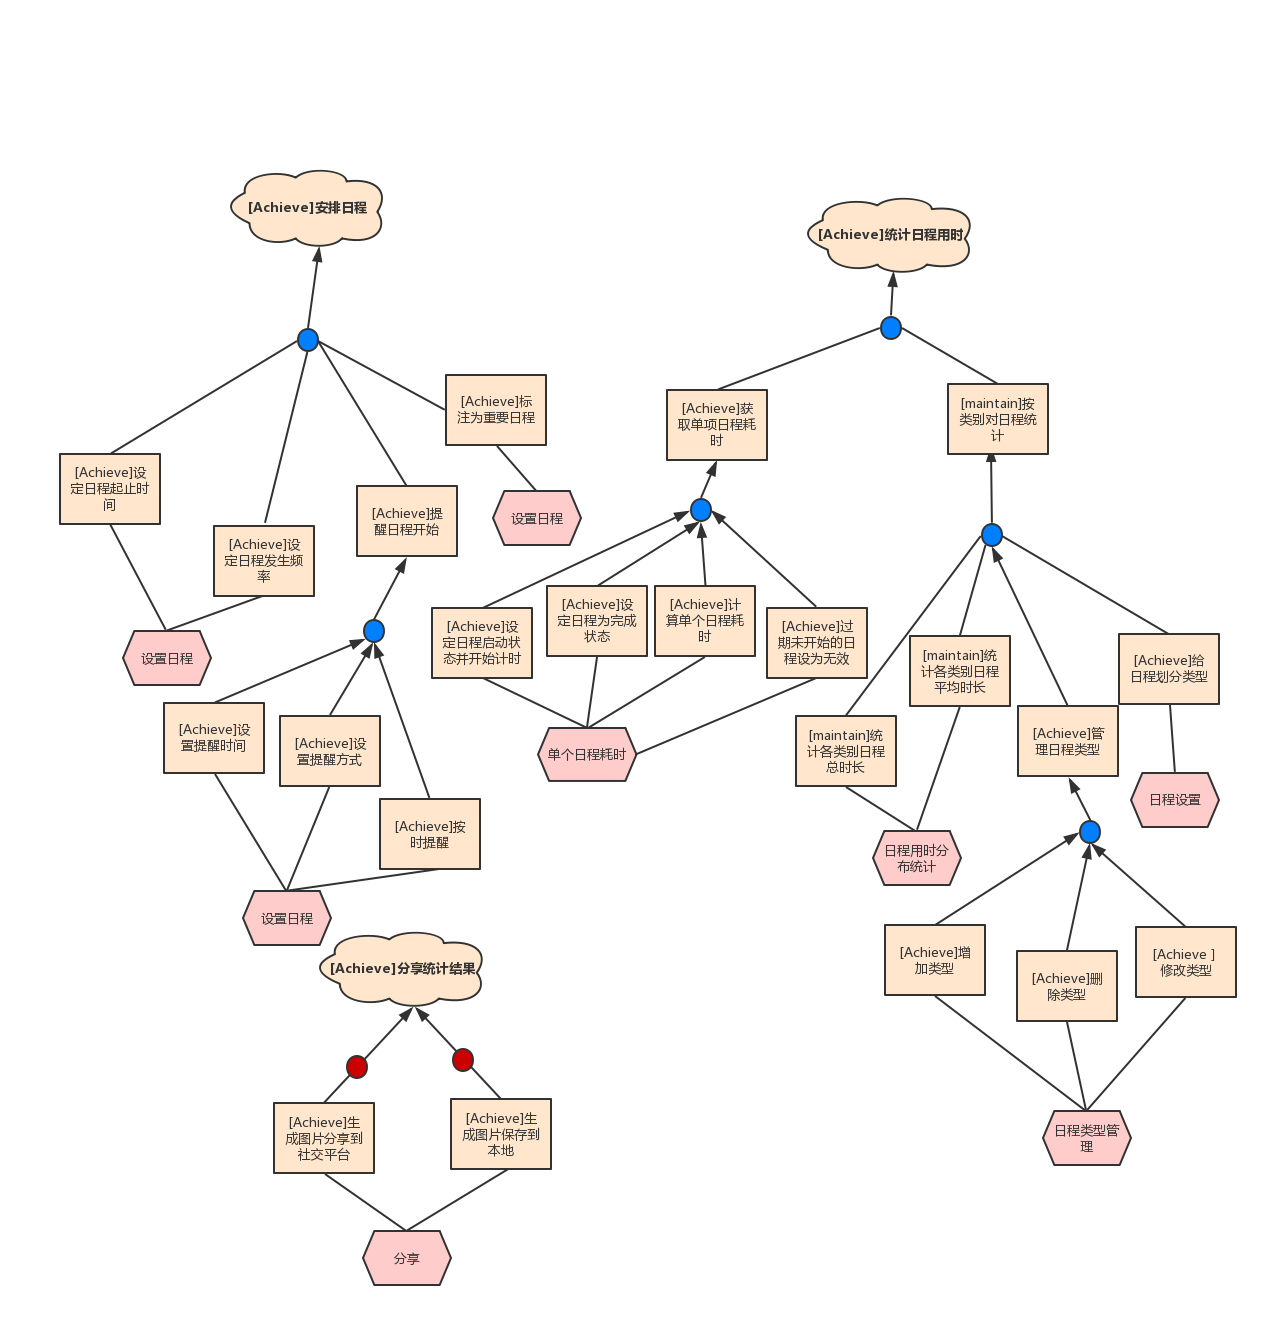 [Achieve]安排日程
[Achieve]统计日程用时
[Achieve]标
注为重要日程
[Achieve]获
取单项日程耗
时
[maintain]按
类别对日程统
计
[Achieve]设
定日程起止时
间
[Achieve]提
醒日程开始
设置日程
[Achieve]设
定日程发生频
率
[Achieve]设
定日程启动状
态并开始计时
[Achieve]设
定日程为完成
状态
[Achieve]计
算单个日程耗
时
[Achieve]过
期未开始的日
程设为无效
[maintain]统
计各类别日程
平均时长
[Achieve]给
日程划分类型
设置日程
[Achieve]设
置提醒时间
[Achieve]设
置提醒方式
单个日程耗时
[maintain]统
计各类别日程
总时长
[Achieve]管
理日程类型
日程设置
[Achieve]按
时提醒
日程用时分
布统计
设置日程
[Achieve]分享统计结果
[Achieve]增
加类型
[Achieve]删
除类型
[Achieve ]
修改类型
[Achieve]生
成图片分享到
社交平台
[Achieve]生
成图片保存到
本地
日程类型管
理
分享